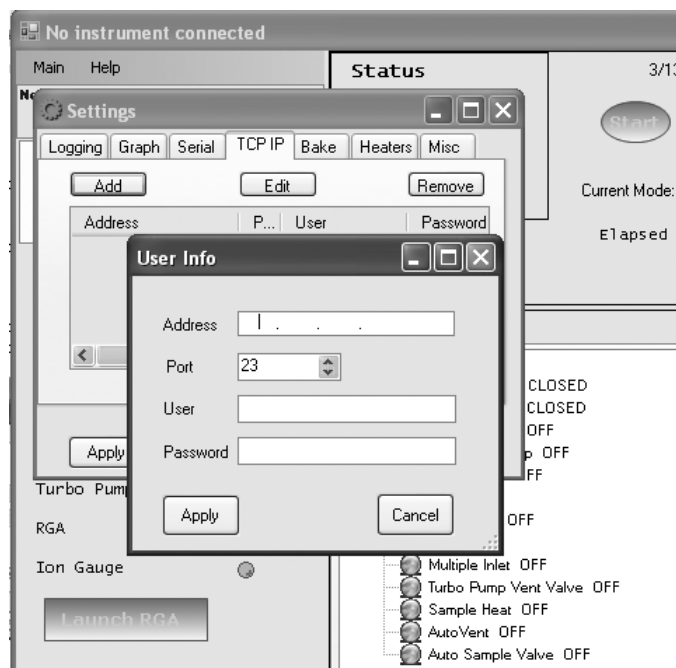 No instrument connected
Main Help
Status
3/13
Settings
Start
Logging Graph Serial TCP IP Bake Heaters Misc
Add Edit Remove
Current Mode:
Address P... User Password
Elapsed
User Info
Address . . .
Port 23
CLOSED
User
CLOSED
OFF
Password
Apply
p OFF
FF
Turbo Pum
Apply Cancel
OFF
RGA
Ion Gauge
Multiple Inlet OFF
Turbo Pump Vent Valve OFF
Sample Heat OFF
Launch RGA
AutoVent OFF
Auto Sample Valve OFF